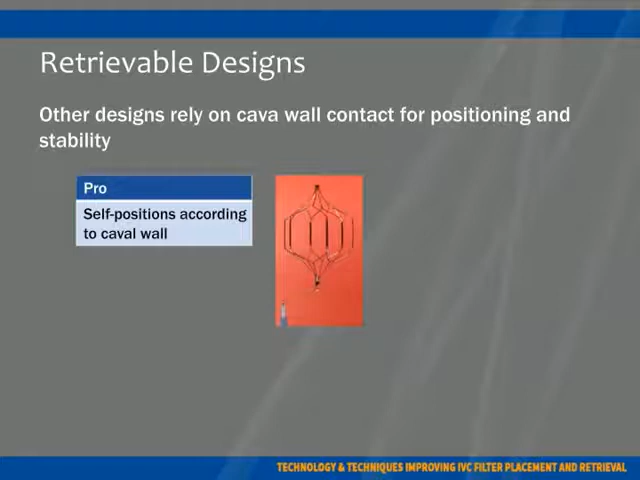 Retrievable Designs
Other designs rely on cava wall contact for positioning and
stability
Pro
Self-positions according
to caval wall
TECHNOLOGY & TECHNIQUES IMPROVING IVC FILTER PLACEMENT AND RETRIEVAL